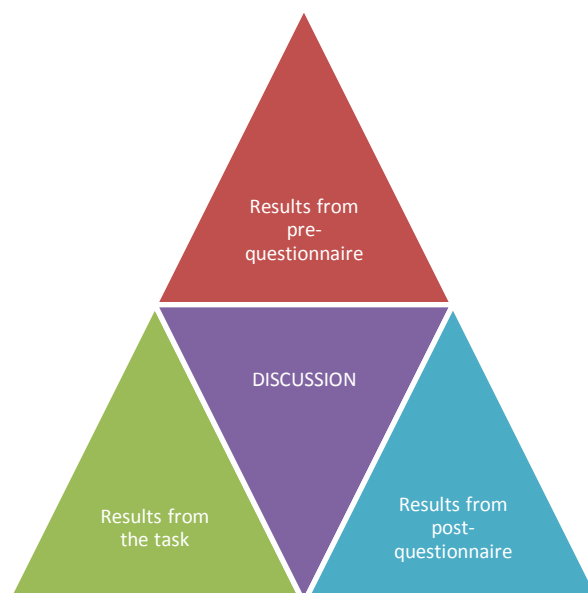 Results from
pre-
questionnaire
DISCUSSION
Results from
the task
Results from
post-
questionnaire